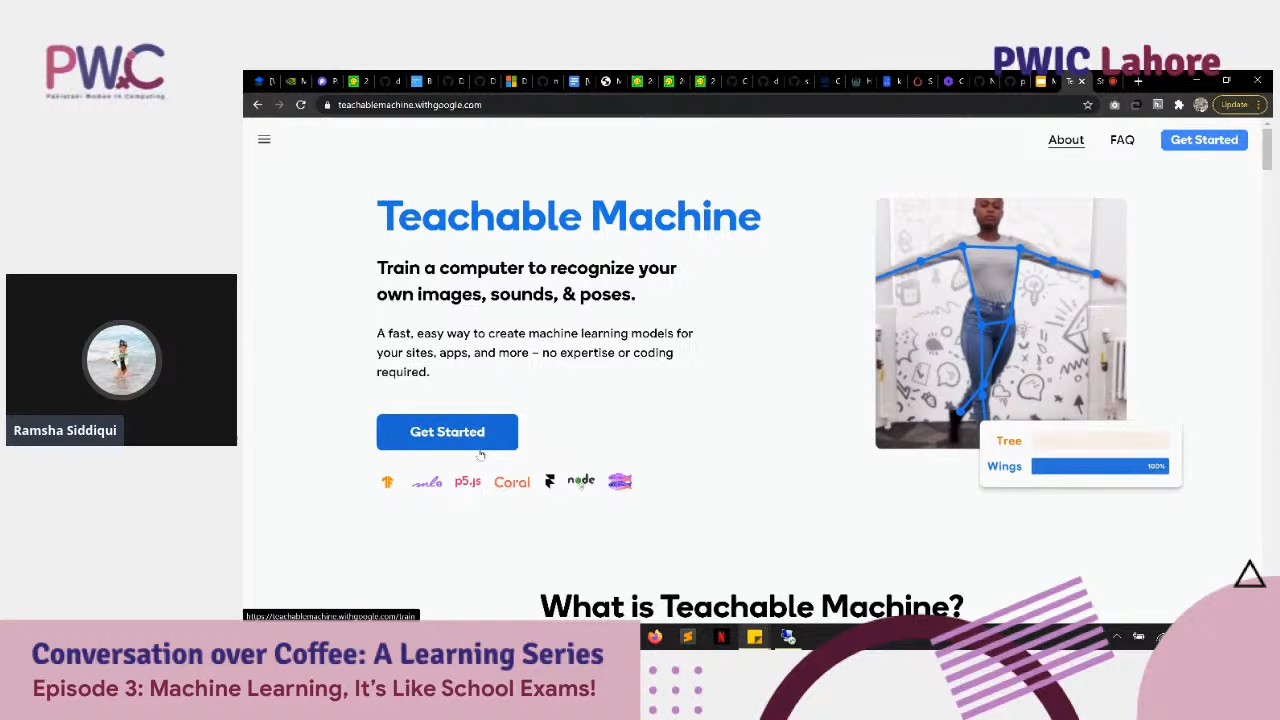 PWiC
Pakistani Women in Computing
PWIC Lahore
teachablemachine.withgoogle.com
Update
About
FAQ
Get Started
Teachable Machine
Train a computer to recognize your
own images, sounds, & poses.
A fast, easy way to create machine learning models for
your sites, apps, and more – no expertise or coding
required.
Get Started
p5.js
Coral
node
Tree
Wings
100%
Ramsha Siddiqui
What is Teachable Machine?
https://teachablemachine.withgoogle.com/train
Conversation over Coffee: A Learning Series
Episode 3: Machine Learning, It's Like School Exams!